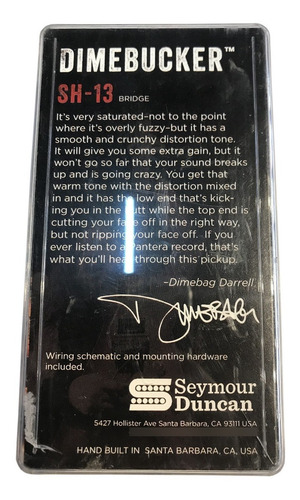 DIMEBUCKER™
SH-13 BRIDGE
It's very saturated–not to the point
where it's overly fuzzy–but it has a
smooth and crunchy distortion tone.
It will give you some extra gain, but it
won't go so far that your sound breaks
up and is going crazy. You get that
warm tone with the distortion mixed
in and it has the low end that's kick-
ing you in the butt while the top end is
cutting your face off in the right way,
but not ripping your face off. If you
ever listen to a Pantera record, that's
what you'll hear through this pickup.
–Dimebag Darrell
Wiring schematic and mounting hardware
included.
Seymour
Duncan
5427 Hollister Ave Santa Barbara, CA 93111 USA
HAND BUILT IN SANTA BARBARA, CA, USA